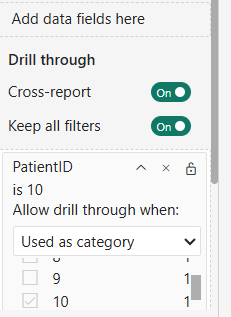 Add data fields here
Drill through
Cross-report On
Keep all filters On
PatientID
is 10
Allow drill through when:
Used as category
9 1
10 1